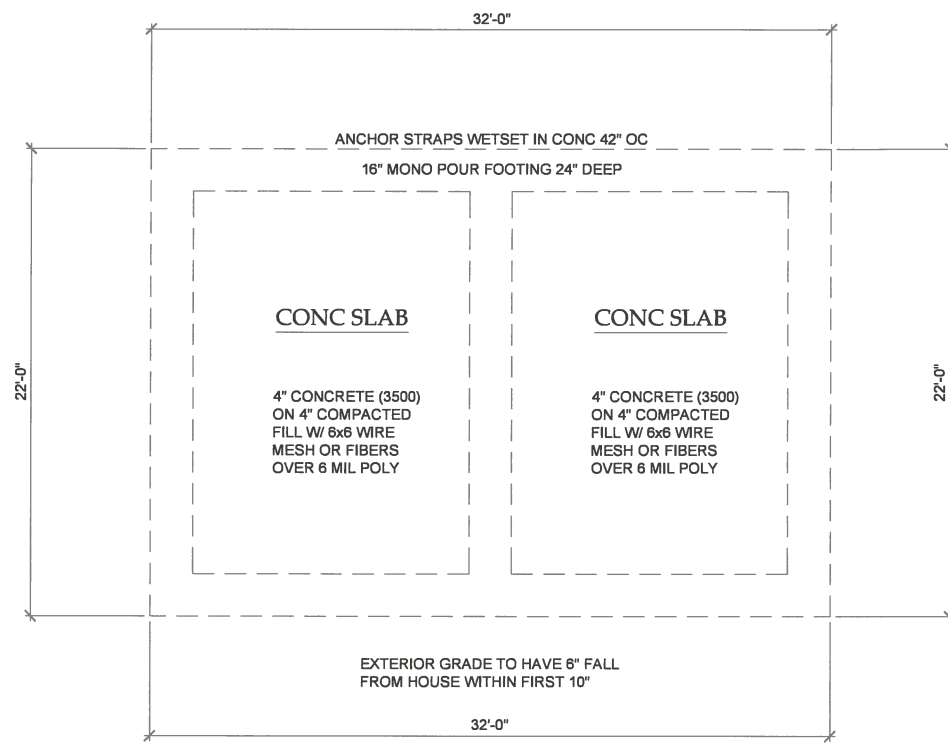 32'-0"
ANCHOR STRAPS WETSET IN CONC 42" OC
16" MONO POUR FOOTING 24" DEEP
CONC SLAB
CONC SLAB
22'-0"
22'-0"
4" CONCRETE (3500)
ON 4" COMPACTED
FILL W/ 6x6 WIRE
MESH OR FIBERS
OVER 6 MIL POLY
4" CONCRETE (3500)
ON 4" COMPACTED
FILL W/ 6x6 WIRE
MESH OR FIBERS
OVER 6 MIL POLY
EXTERIOR GRADE TO HAVE 6" FALL
FROM HOUSE WITHIN FIRST 10"
32'-0"